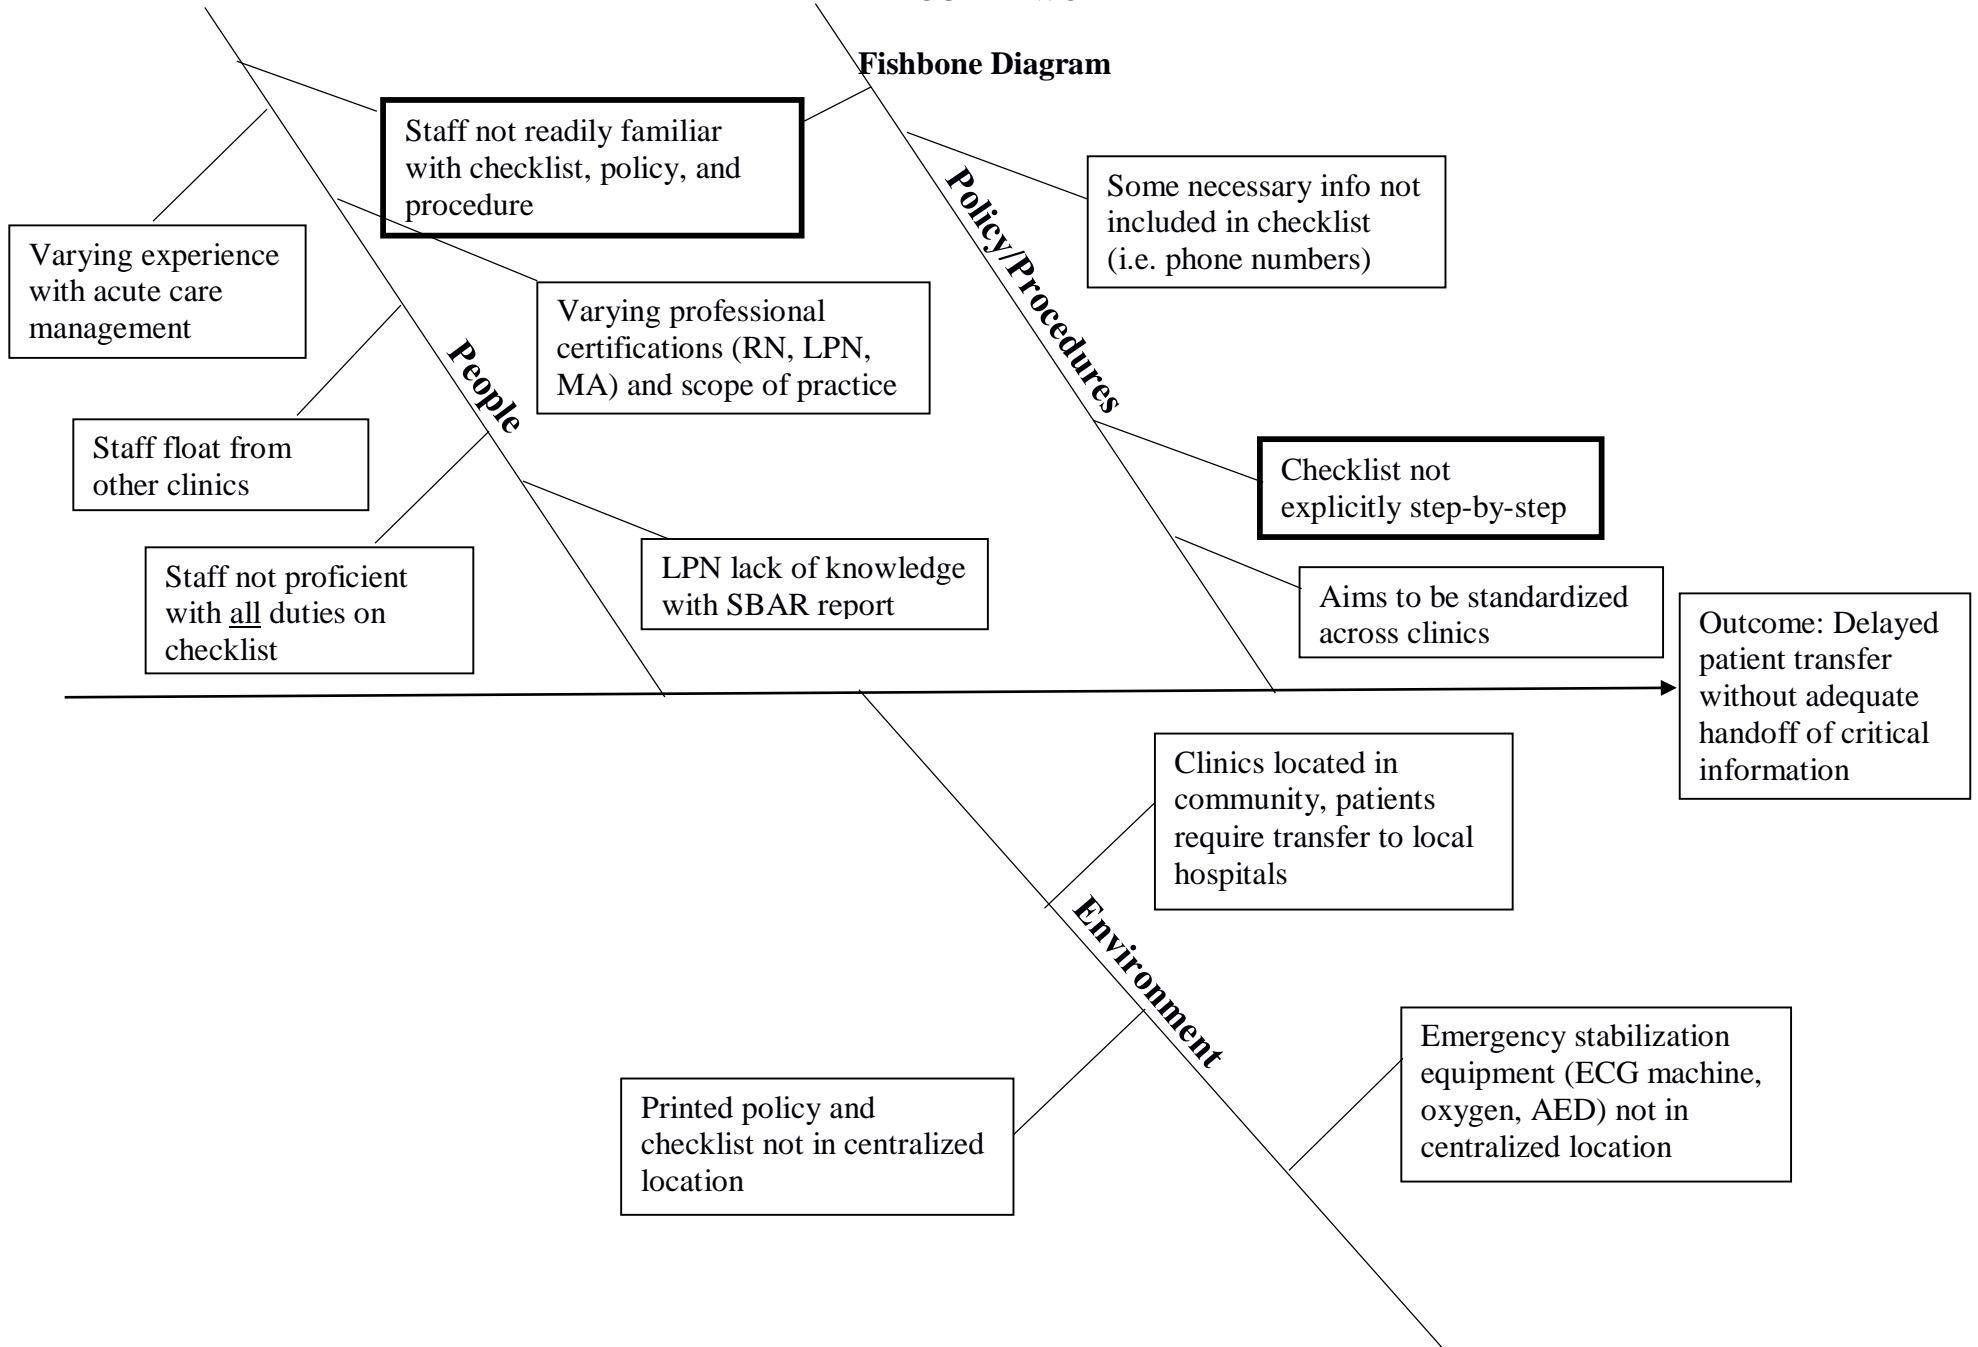 Fishbone Diagram
Staff not readily familiar
with checklist, policy, and
procedure
Some necessary info not
included in checklist
(i.e. phone numbers)
Varying experience
with acute care
management
Varying professional
certifications (RN, LPN,
MA) and scope of practice
People
Policy/Procedures
Staff float from
other clinics
Checklist not
explicitly step-by-step
Staff not proficient
with all duties on
checklist
LPN lack of knowledge
with SBAR report
Aims to be standardized
across clinics
Outcome: Delayed
patient transfer
without adequate
handoff of critical
information
Clinics located in
community, patients
require transfer to local
hospitals
Environment
Printed policy and
checklist not in centralized
location
Emergency stabilization
equipment (ECG machine,
oxygen, AED) not in
centralized location